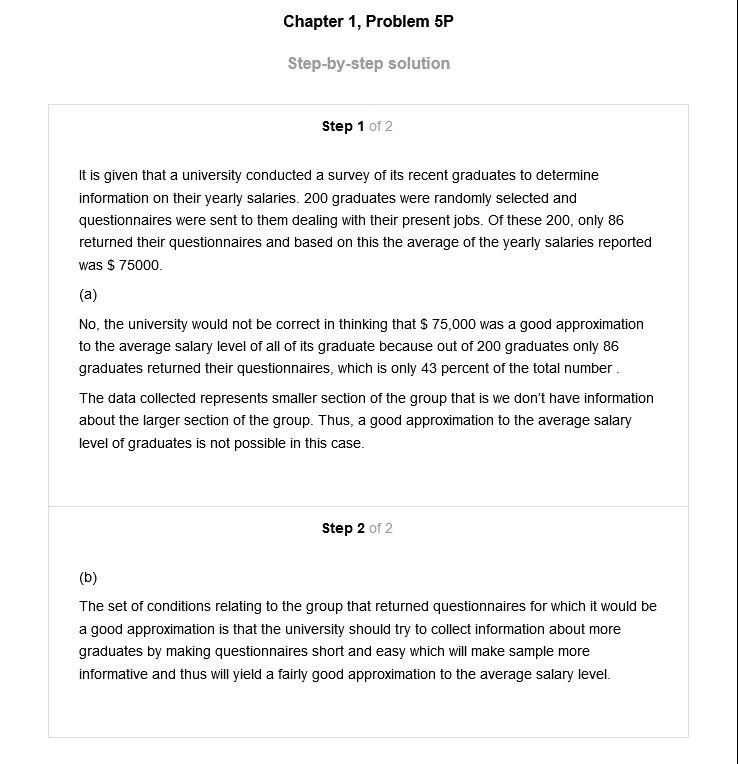 Chapter 1, Problem 5P
Step-by-step solution
Step 1 of 2
It is given that a university conducted a survey of its recent graduates to determine
information on their yearly salaries. 200 graduates were randomly selected and
questionnaires were sent to them dealing with their present jobs. Of these 200, only 86
returned their questionnaires and based on this the average of the yearly salaries reported
was $ 75000.
(a)
No, the university would not be correct in thinking that $ 75,000 was a good approximation
to the average salary level of all of its graduate because out of 200 graduates only 86
graduates returned their questionnaires, which is only 43 percent of the total number .
The data collected represents smaller section of the group that is we don’t have information
about the larger section of the group. Thus, a good approximation to the average salary
level of graduates is not possible in this case.
Step 2 of 2
(b)
The set of conditions relating to the group that returned questionnaires for which it would be
a good approximation is that the university should try to collect information about more
graduates by making questionnaires short and easy which will make sample more
informative and thus will yield a fairly good approximation to the average salary level.